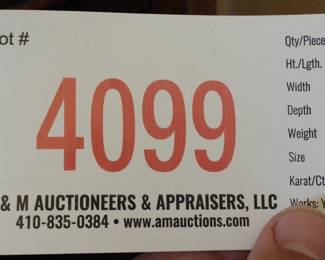 ot #
4099
& M AUCTIONEERS & APPRAISERS, LLC
410-835-0384 • www.amauctions.com
Qty/Piece
Ht./Lgth.
Width
Depth
Weight
Size
Karat/Ct
Works: Y